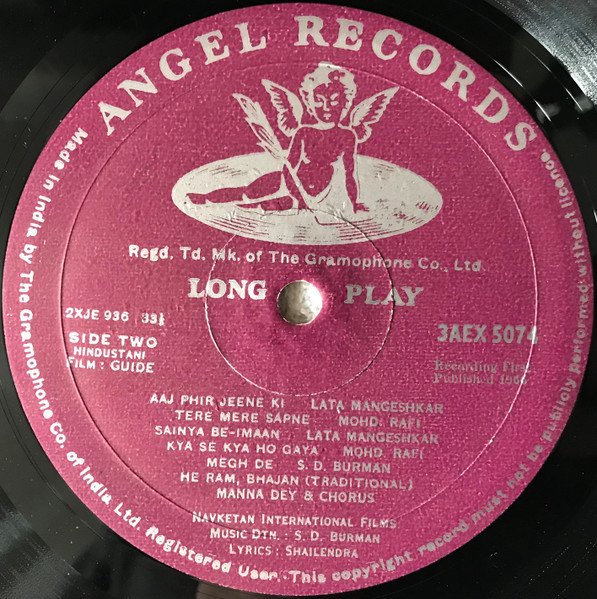 ANGEL RECORDS
Regd. Td. Mk. of The Gramophone Co., Ltd.
LONG PLAY
2XJE 936 33⅓
3AEX 5074
SIDE TWO
HINDUSTANI
FILM : GUIDE
Recording First
Published 1966
AAJ PHIR JEENE KI LATA MANGESHKAR
TERE MERE SAPNE MOHD. RAFI
SAINYA BE-IMAAN LATA MANGESHKAR
KYA SE KYA HO GAYA MOHD. RAFI
MEGH DE S. D. BURMAN
HE RAM, BHAJAN (TRADITIONAL)
MANNA DEY & CHORUS
NAVKETAN INTERNATIONAL FILMS
MUSIC DTN. : S. D. BURMAN
LYRICS : SHAILENDRA
Made in India by The Gramophone Co. of India Ltd. Registered User. This copyright record must not be publicly performed without licence